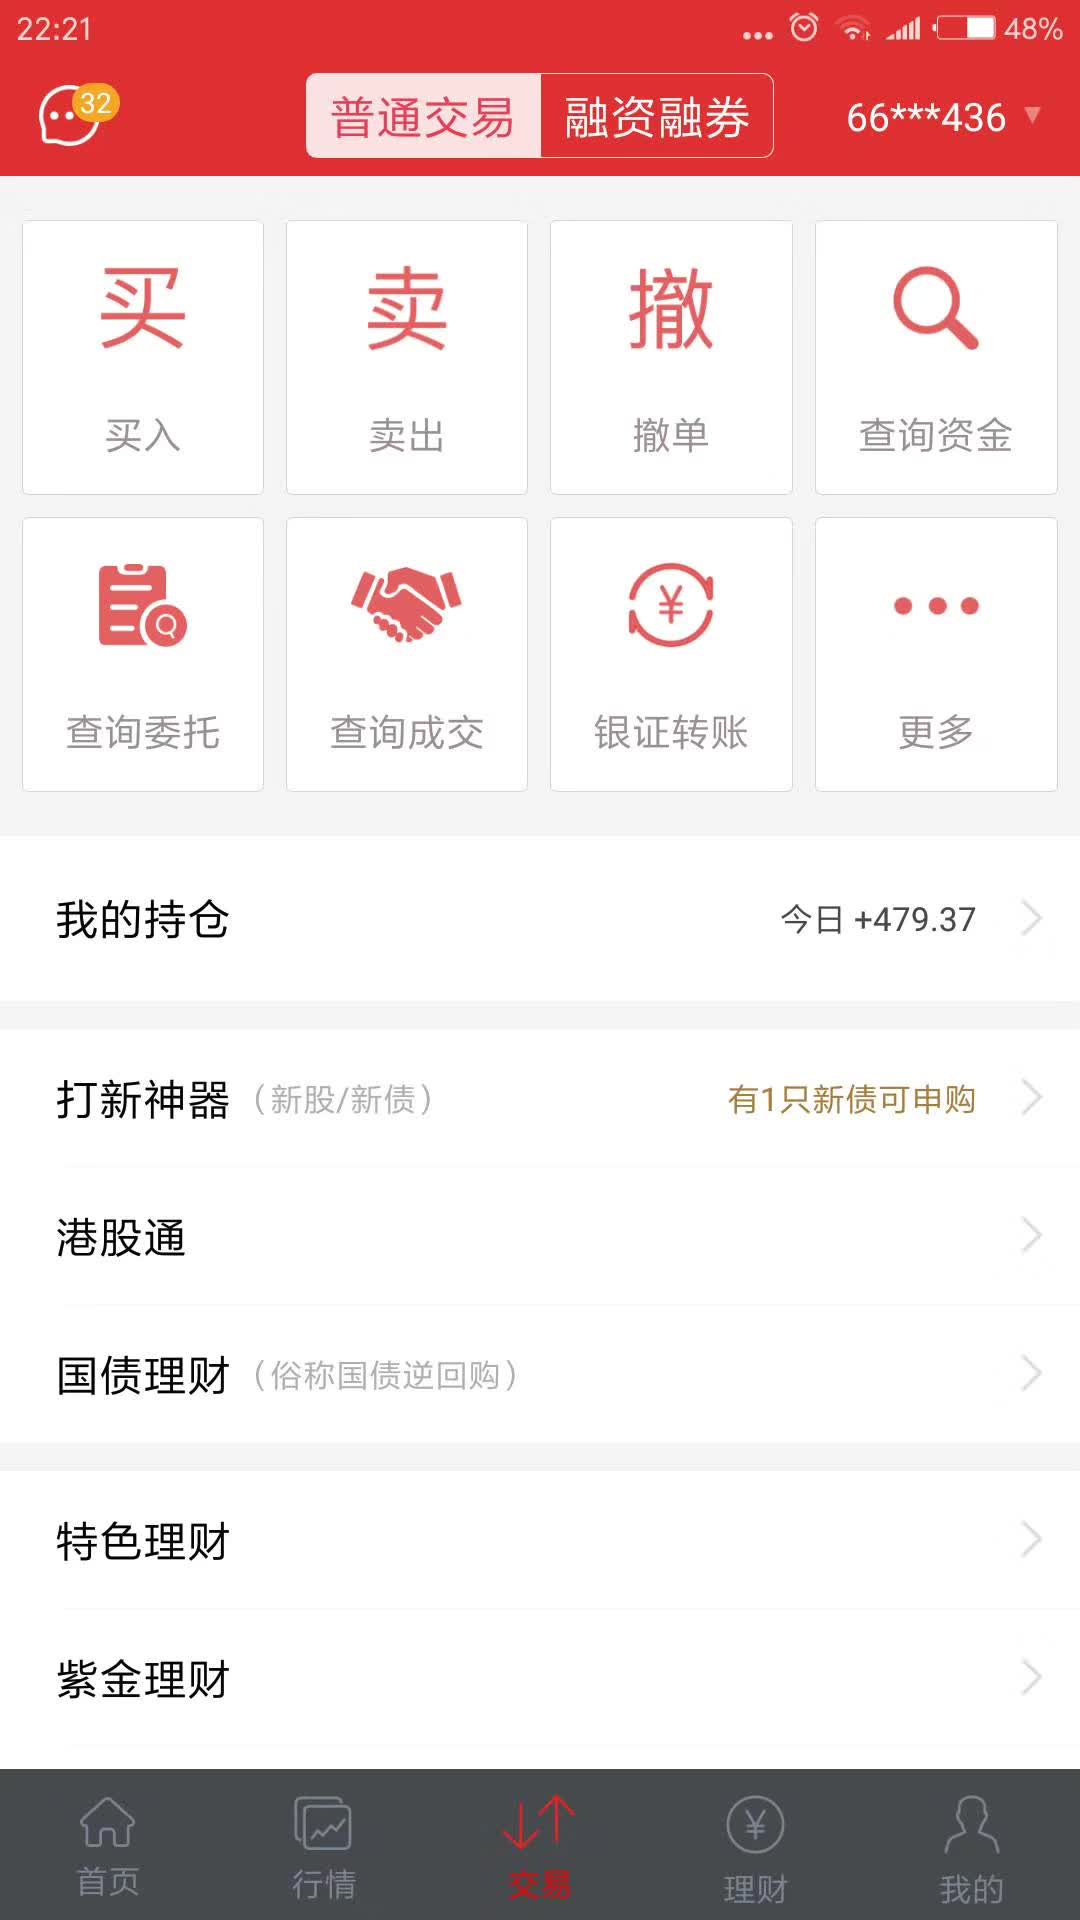 22:21 48%
32 普通交易 融资融券 66***436
买 卖 撤
买入 卖出 撤单 查询资金
¥
查询委托 查询成交 银证转账 更多
我的持仓 今日 +479.37
打新神器（新股/新债） 有1只新债可申购
港股通
国债理财（俗称国债逆回购）
特色理财
紫金理财
¥
首页 行情 交易 理财 我的